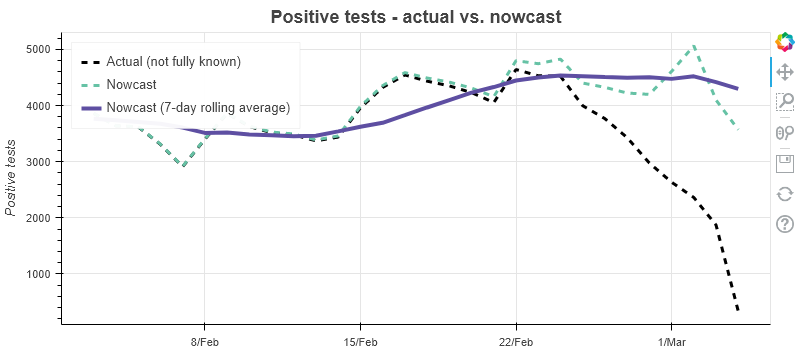 Positive tests - actual vs. nowcast
Actual (not fully known)
Nowcast
Nowcast (7-day rolling average)
Positive tests
5000
4000
3000
2000
1000
8/Feb
15/Feb
22/Feb
1/Mar